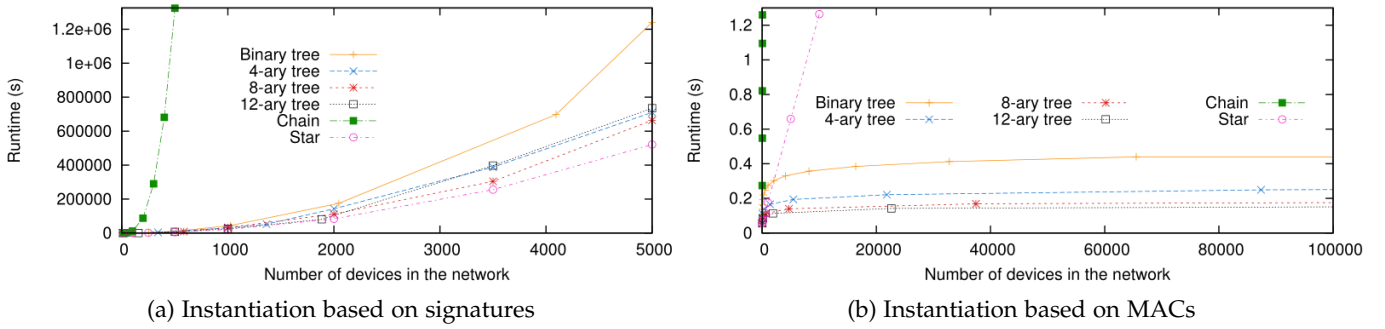 1.2e+06
1e+06
800000
600000
400000
200000
0
Runtime (s)
Binary tree
4-ary tree
8-ary tree
12-ary tree
Chain
Star
0 1000 2000 3000 4000 5000
Number of devices in the network
(a) Instantiation based on signatures
1.2
1
0.8
0.6
0.4
0.2
0
Runtime (s)
Binary tree 8-ary tree Chain
4-ary tree 12-ary tree Star
0 20000 40000 60000 80000 100000
Number of devices in the network
(b) Instantiation based on MACs